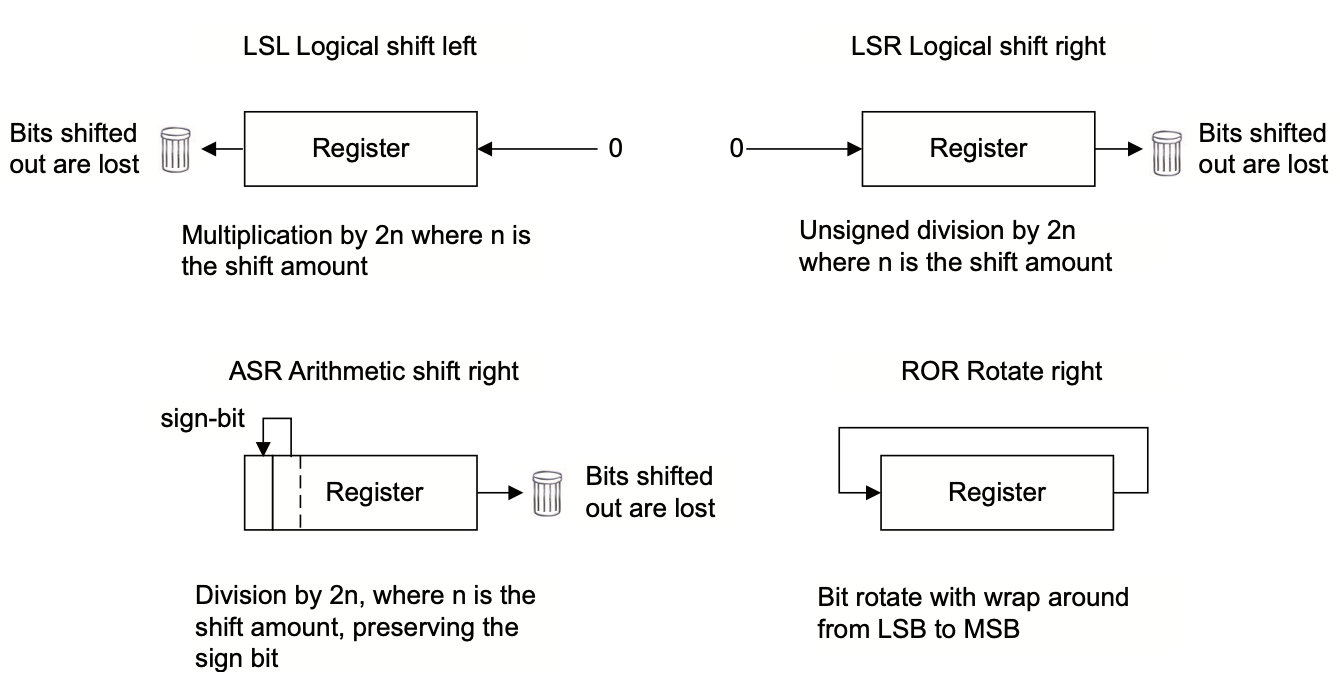 LSL Logical shift left
Bits shifted
out are lost
Register
0
Multiplication by 2n where n is
the shift amount
LSR Logical shift right
0
Register
Bits shifted
out are lost
Unsigned division by 2n
where n is the shift amount
ASR Arithmetic shift right
sign-bit
Register
Bits shifted
out are lost
Division by 2n, where n is the
shift amount, preserving the
sign bit
ROR Rotate right
Register
Bit rotate with wrap around
from LSB to MSB